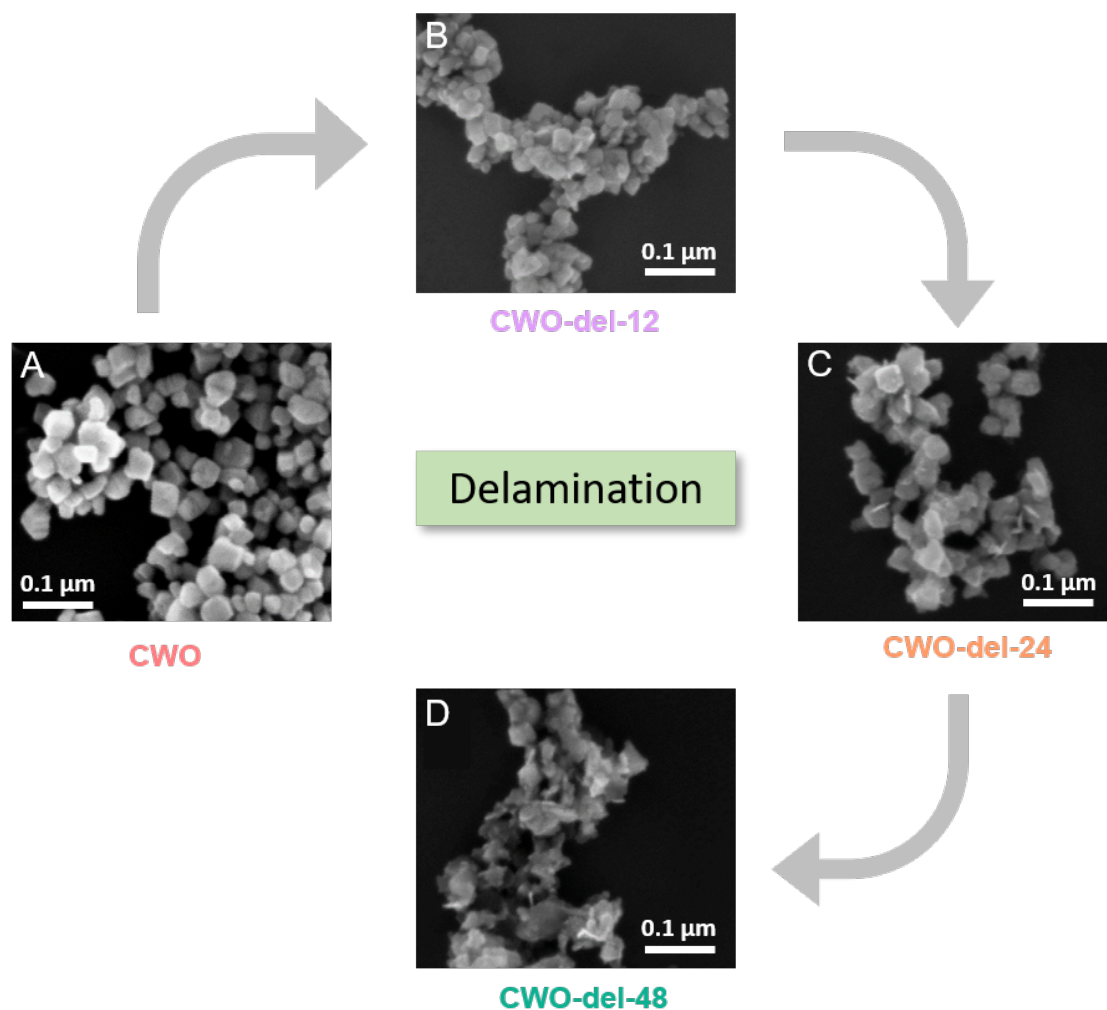 B
0.1 μm
CWO-del-12
A
0.1 μm
CWO
Delamination
C
0.1 μm
CWO-del-24
D
0.1 μm
CWO-del-48